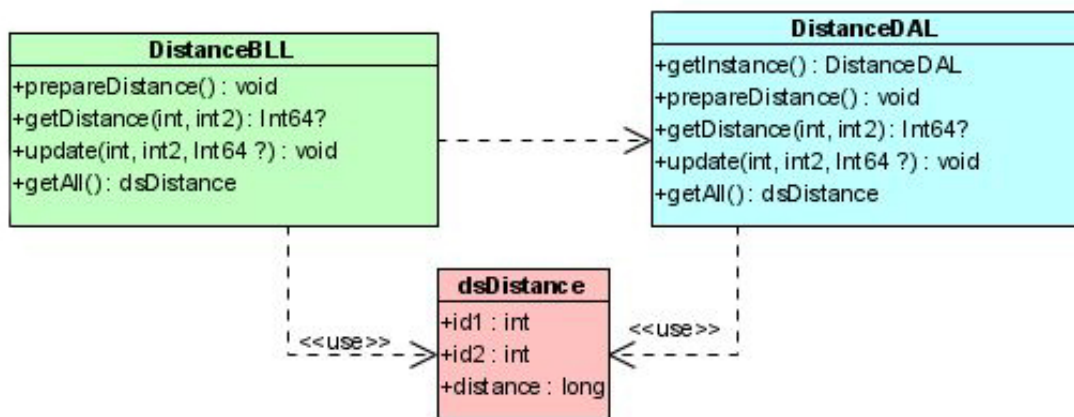 DistanceBLL
+prepareDistance() : void
+getDistance(int, int2) : Int64?
+update(int, int2, Int64 ?) : void
+getAll() : dsDistance
DistanceDAL
+getInstance() : DistanceDAL
+prepareDistance() : void
+getDistance(int, int2) : Int64?
+update(int, int2, Int64 ?) : void
+getAll() : dsDistance
dsDistance
+id1 : int
+id2 : int
+distance : long
<<use>>
<<use>>